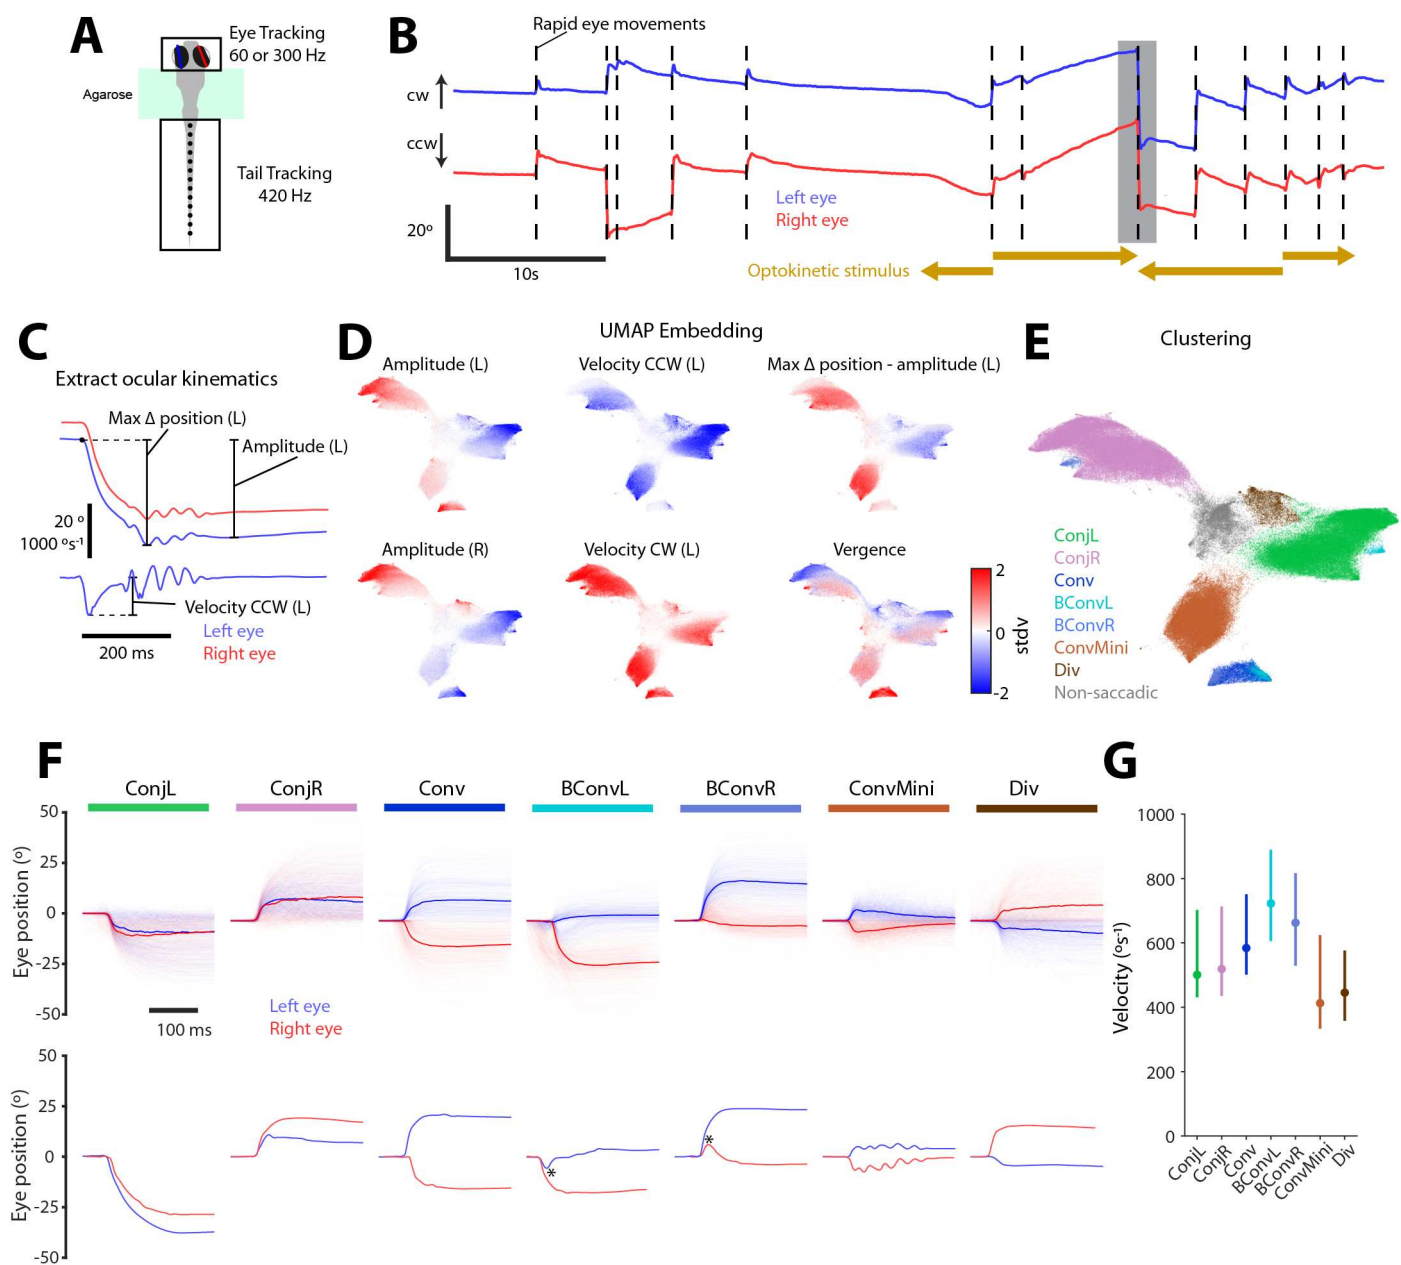 A
Eye Tracking
60 or 300 Hz
Agarose
Tail Tracking
420 Hz
B
Rapid eye movements
cw
ccw
Left eye
Right eye
20º
10s
Optokinetic stimulus
C
Extract ocular kinematics
Max Δ position (L)
Amplitude (L)
20 º
1000 ºs⁻¹
Velocity CCW (L)
Left eye
Right eye
200 ms
D
UMAP Embedding
Amplitude (L)
Velocity CCW (L)
Max Δ position - amplitude (L)
Amplitude (R)
Velocity CW (L)
Vergence
2
0
-2
stdv
E
Clustering
ConjL
ConjR
Conv
BConvL
BConvR
ConvMini
Div
Non-saccadic
F
ConjL
ConjR
Conv
BConvL
BConvR
ConvMini
Div
Eye position (º)
50
25
0
-25
-50
Left eye
Right eye
100 ms
Eye position (º)
50
25
0
-25
-50
*
*
G
Velocity (ºs⁻¹)
1000
800
600
400
200
0
ConjL
ConjR
Conv
BConvL
BConvR
ConvMini
Div